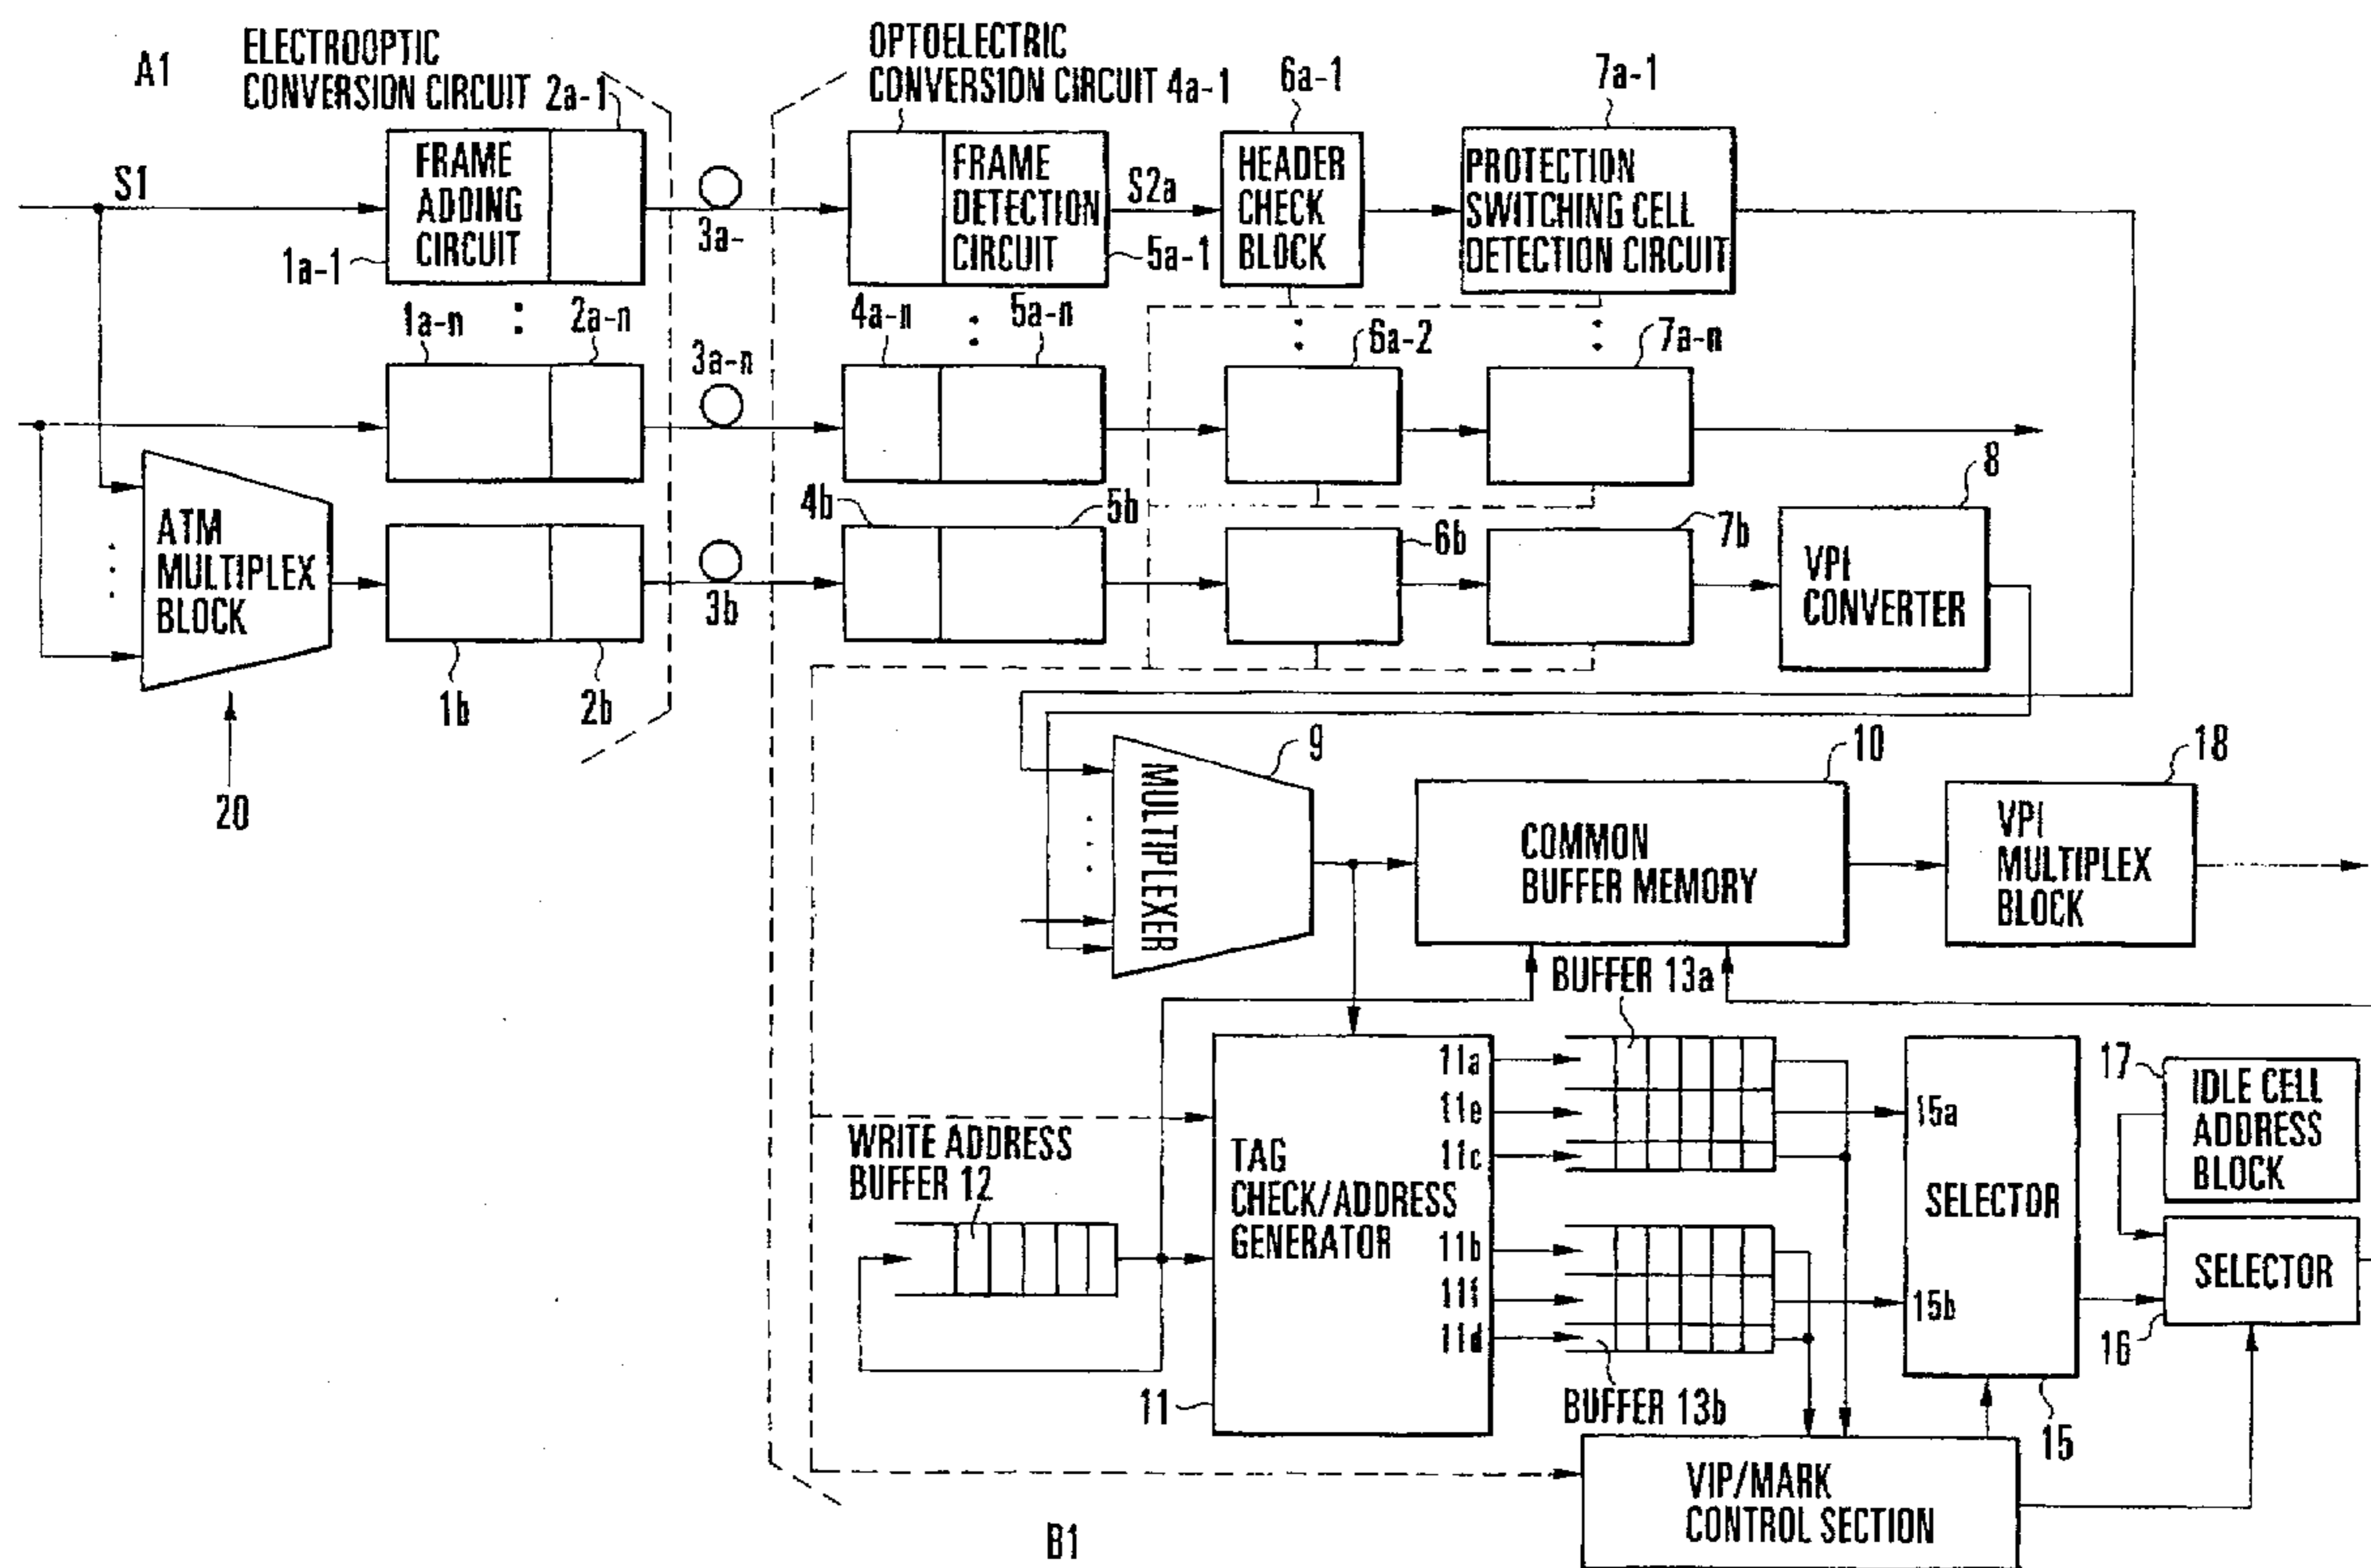 A1
ELECTROOPTIC
CONVERSION CIRCUIT 2a-1
OPTOELECTRIC
CONVERSION CIRCUIT 4a-1
6a-1
7a-1
S1
FRAME
ADDING
CIRCUIT
1a-1
3a-
FRAME
DETECTION
CIRCUIT
S2a
5a-1
HEADER
CHECK
BLOCK
PROTECTION
SWITCHING CELL
DETECTION CIRCUIT
1a-n
2a-n
3a-n
4a-n
5a-n
6a-2
7a-n
ATM
MULTIPLEX
BLOCK
20
1b
2b
3b
4b
5b
6b
7b
8
VPI
CONVERTER
9
MULTIPLEXER
10
COMMON
BUFFER MEMORY
18
VPI
MULTIPLEX
BLOCK
BUFFER 13a
WRITE ADDRESS
BUFFER 12
TAG
CHECK/ADDRESS
GENERATOR
11a
11e
11c
11b
11f
11d
11
BUFFER 13b
15a
SELECTOR
15b
15
17
IDLE CELL
ADDRESS
BLOCK
SELECTOR
16
VIP/MARK
CONTROL SECTION
B1